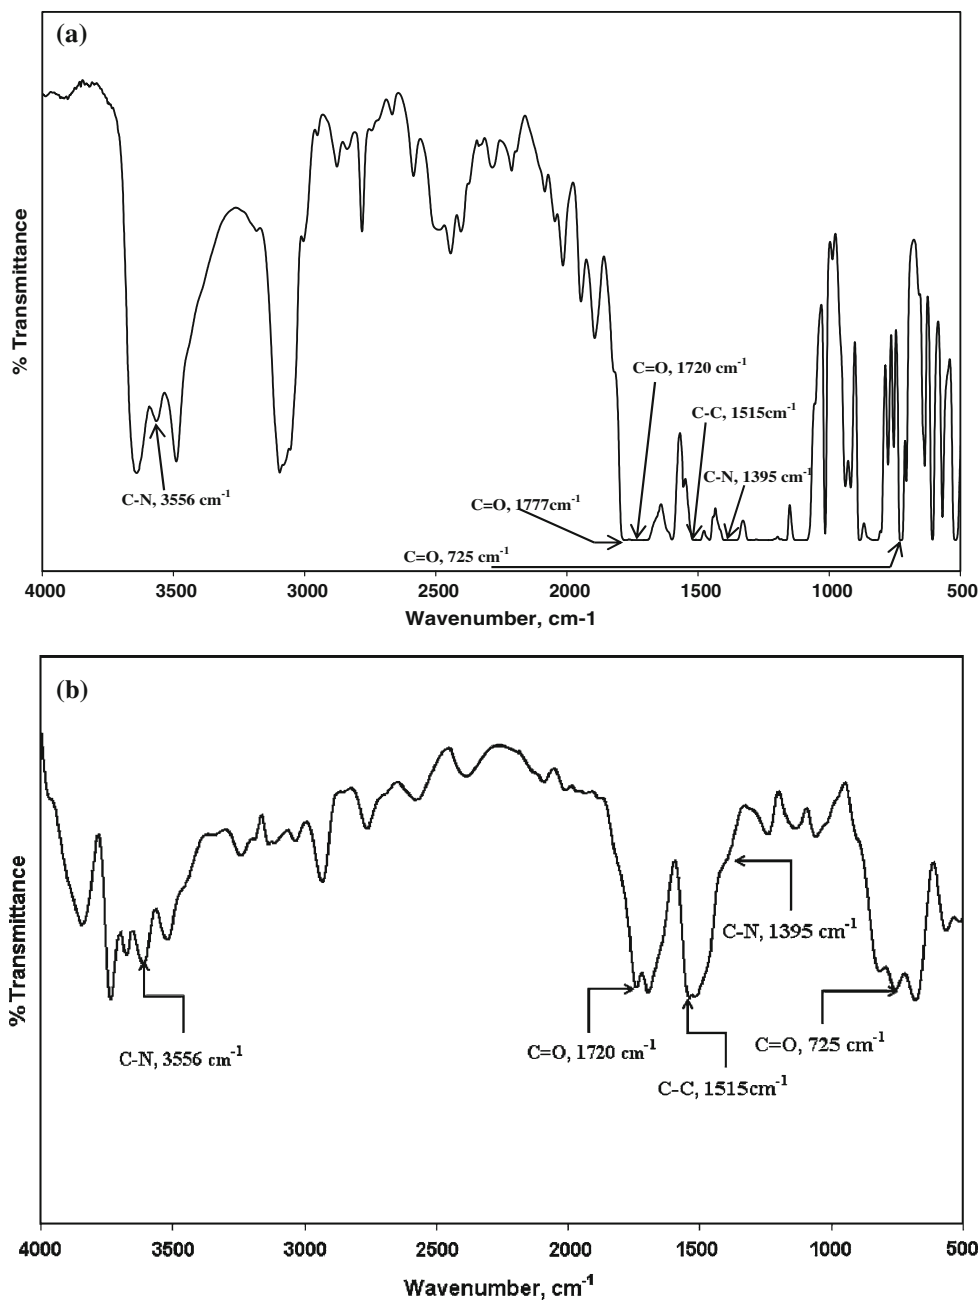 (a)
% Transmittance
C=O, 1720 cm-1
C-C, 1515cm-1
C-N, 1395 cm-1
C-N, 3556 cm-1
C=O, 1777cm-1
C=O, 725 cm-1
4000 3500 3000 2500 2000 1500 1000 500
Wavenumber, cm-1
(b)
% Transmittance
C-N, 1395 cm-1
C-N, 3556 cm-1
C=O, 1720 cm-1
C=O, 725 cm-1
C-C, 1515cm-1
4000 3500 3000 2500 2000 1500 1000 500
Wavenumber, cm-1